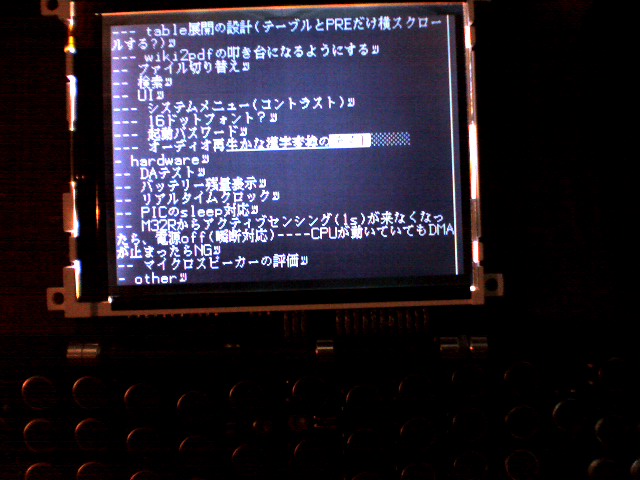 --- table展開の設計(テーブルとPREだけ横スクロー
ルする?)
--- wiki2pdfの叩き台になるようにする
-- ファイル切り替え
-- 検索
-- UI
--- システムメニュー(コントラスト)
--- 16ドットフォント?
--- 起動パスワード
--- オーディオ再生かな漢字変換の
- hardware
-- DAテスト
-- バッテリー残量表示
-- リアルタイムクロック
-- PICのsleep対応
-- M32Rからアクティブセンシング(1s)が来なくなっ
たら、電源off(瞬断対応)----CPUが動いていてもDMA
が止まったらNG
-- マイクロスピーカーの評価
- other